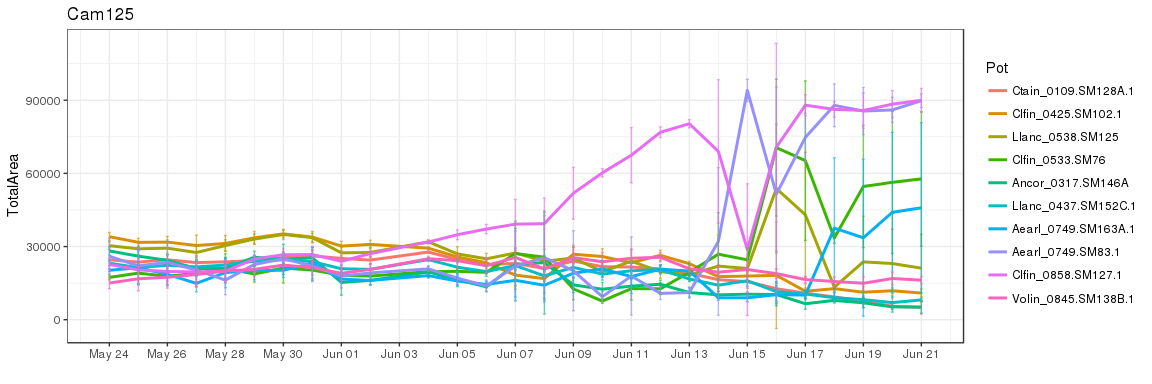 Cam125
TotalArea
90000
60000
30000
0
May 24 May 26 May 28 May 30 Jun 01 Jun 03 Jun 05 Jun 07 Jun 09 Jun 11 Jun 13 Jun 15 Jun 17 Jun 19 Jun 21
Pot
Ctain_0109.SM128A.1
Clfin_0425.SM102.1
Llanc_0538.SM125
Clfin_0533.SM76
Ancor_0317.SM146A
Llanc_0437.SM152C.1
Aearl_0749.SM163A.1
Aearl_0749.SM83.1
Clfin_0858.SM127.1
Volin_0845.SM138B.1